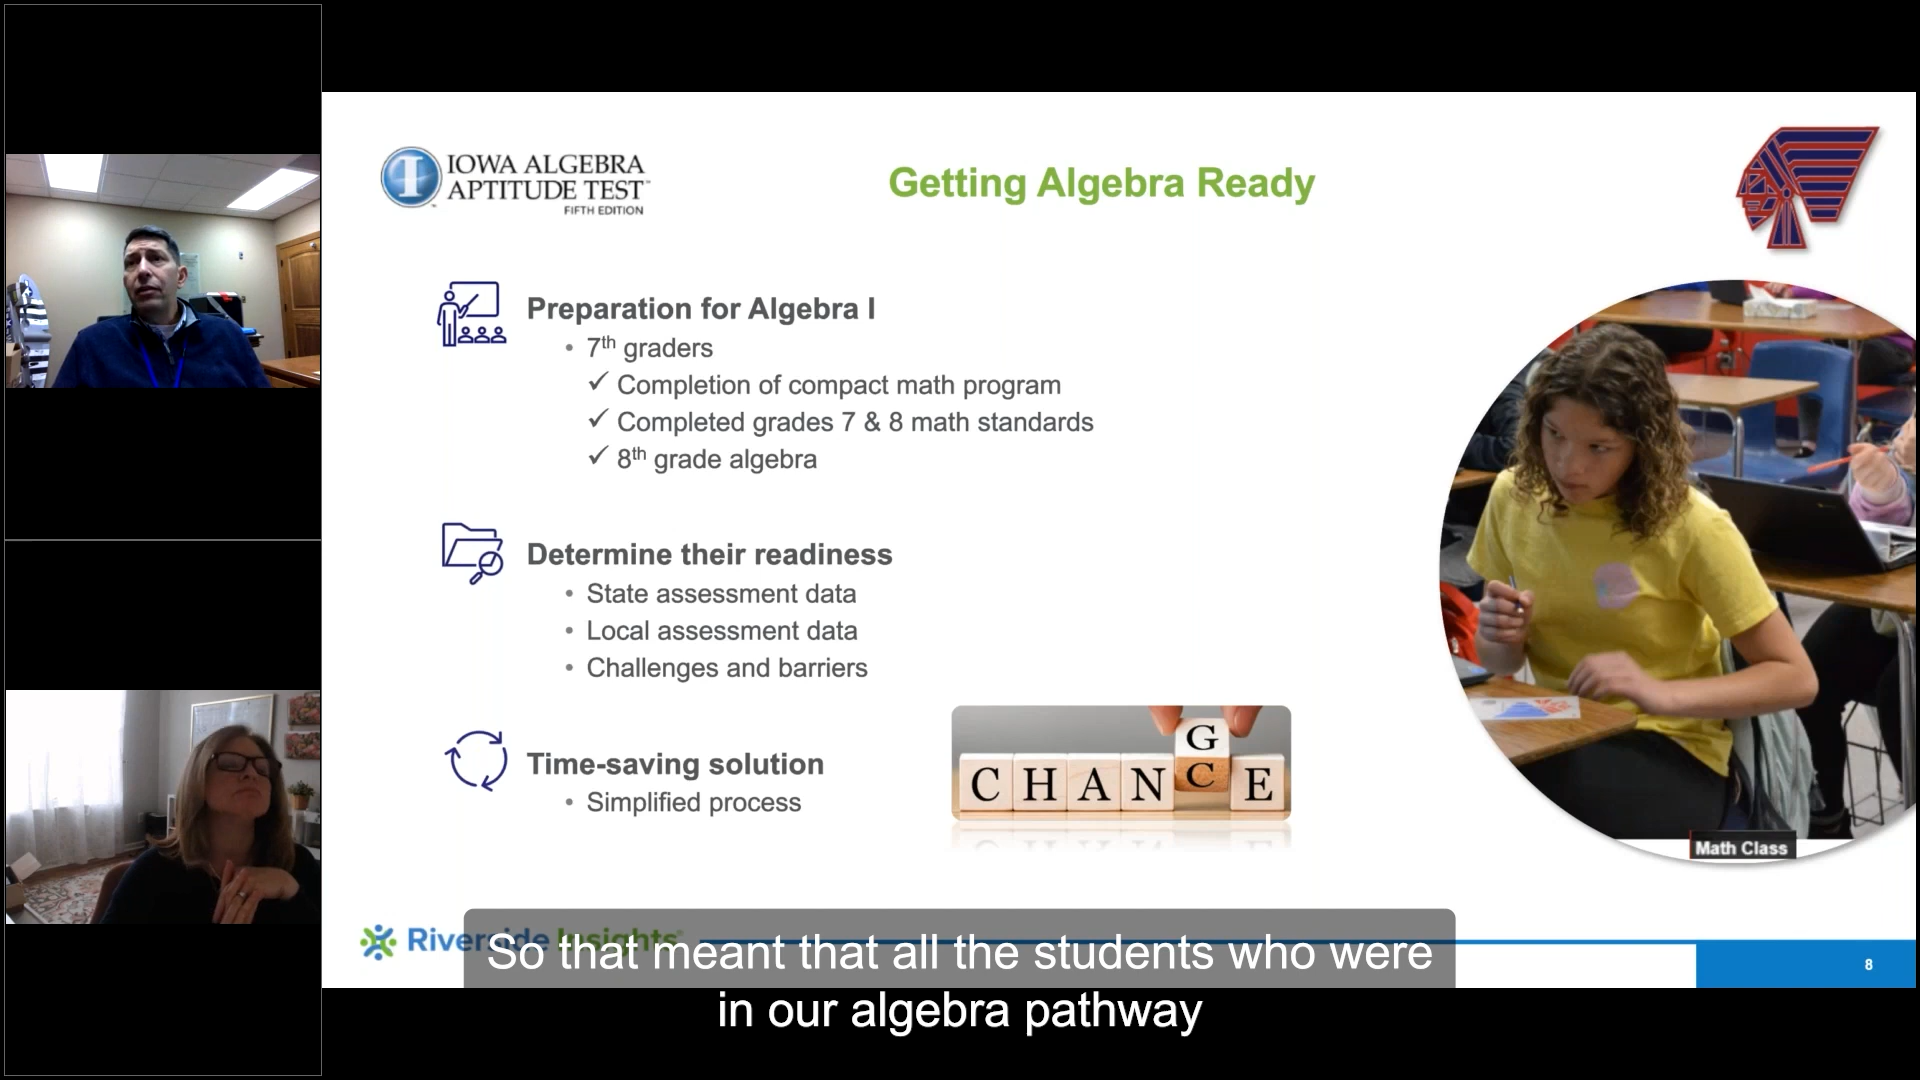 IOWA ALGEBRA
APTITUDE TEST™
FIFTH EDITION
Getting Algebra Ready
Preparation for Algebra I
• 7th graders
✓ Completion of compact math program
✓ Completed grades 7 & 8 math standards
✓ 8th grade algebra
Determine their readiness
• State assessment data
• Local assessment data
• Challenges and barriers
Time-saving solution
• Simplified process
G
CHANCE
Math Class
Riverside Insights
8
So that meant that all the students who were
in our algebra pathway